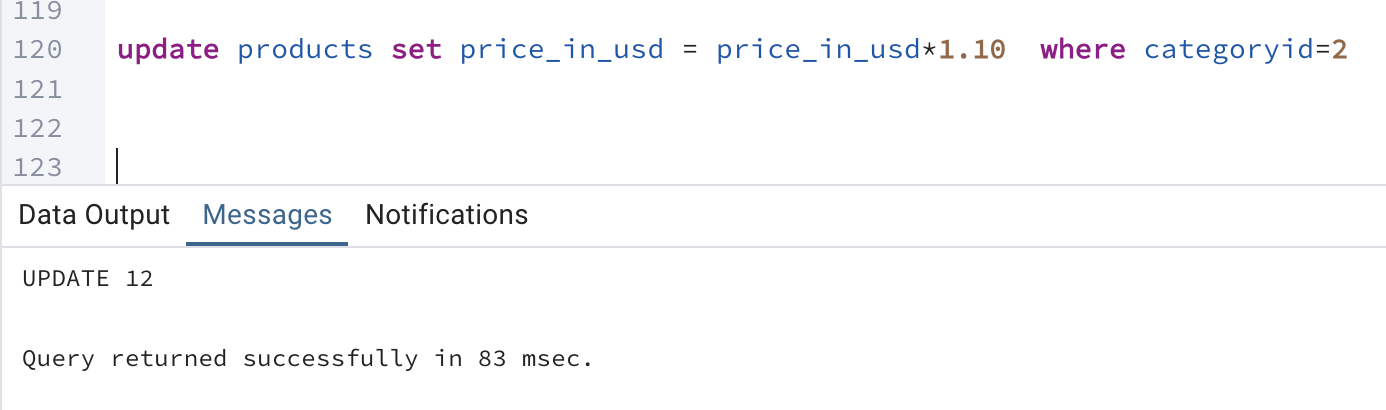 119
120 update products set price_in_usd = price_in_usd*1.10  where categoryid=2
121
122
123
Data Output Messages Notifications
UPDATE 12
Query returned successfully in 83 msec.